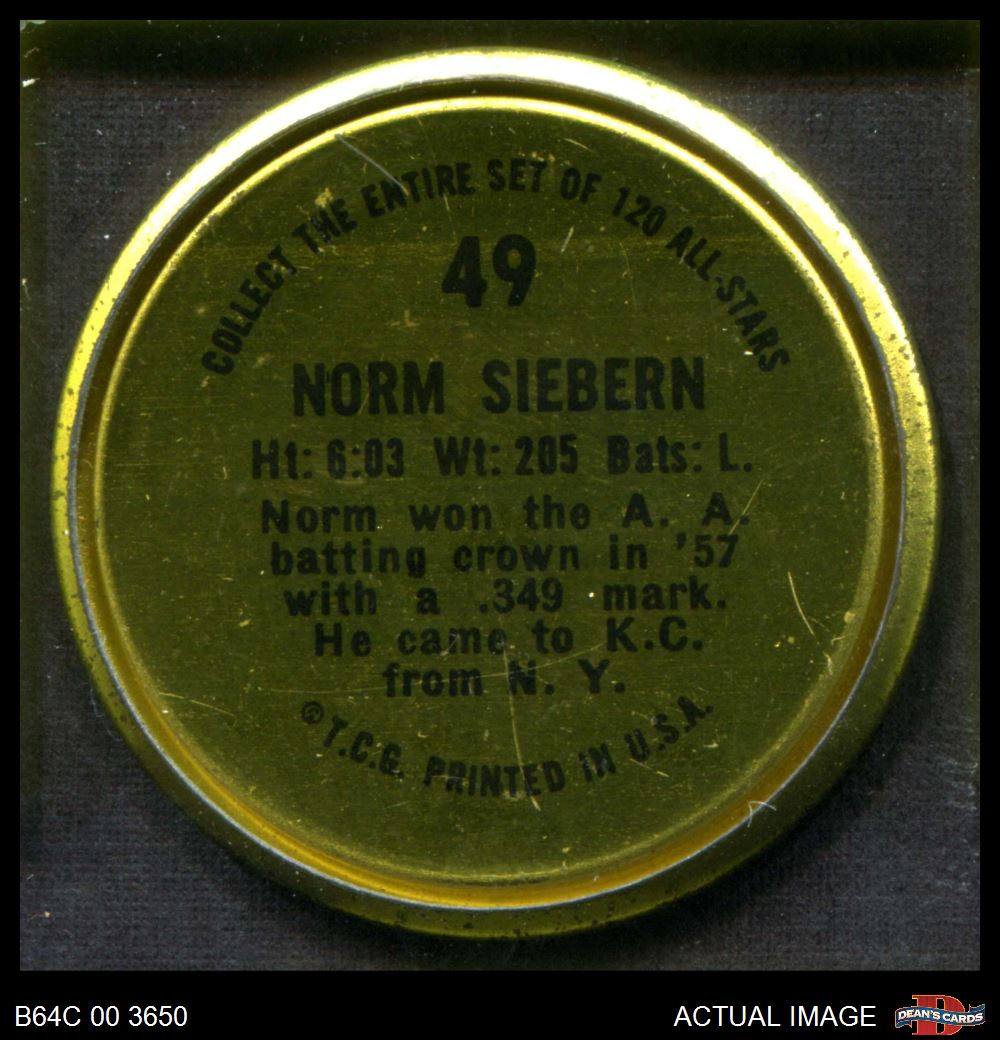 COLLECT THE ENTIRE SET OF 120 ALL-STARS
49
NORM SIEBERN
Ht: 6:03 Wt: 205 Bats: L.
Norm won the A. A.
batting crown in '57
with a .349 mark.
He came to K.C.
from N. Y.
©T.C.G. PRINTED IN U.S.A.
B64C 00 3650
ACTUAL IMAGE
D
DEAN'S CARDS